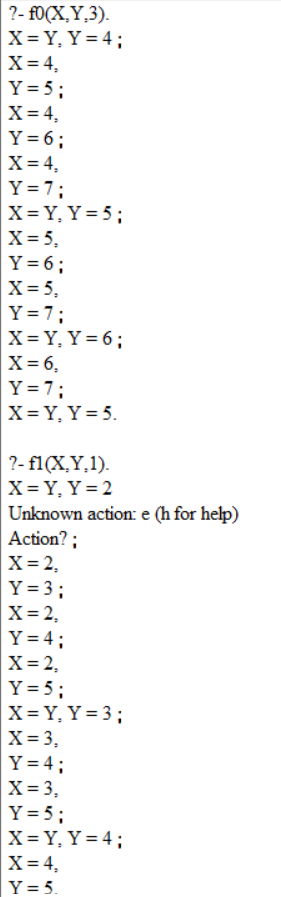 ?- f0(X,Y,3).
X = Y, Y = 4 ;
X = 4,
Y = 5 ;
X = 4,
Y = 6 ;
X = 4,
Y = 7 ;
X = Y, Y = 5 ;
X = 5,
Y = 6 ;
X = 5,
Y = 7 ;
X = Y, Y = 6 ;
X = 6,
Y = 7 ;
X = Y, Y = 5.

?- f1(X,Y,1).
X = Y, Y = 2
Unknown action: e (h for help)
Action? ;
X = 2,
Y = 3 ;
X = 2,
Y = 4 ;
X = 2,
Y = 5 ;
X = Y, Y = 3 ;
X = 3,
Y = 4 ;
X = 3,
Y = 5 ;
X = Y, Y = 4 ;
X = 4,
Y = 5.